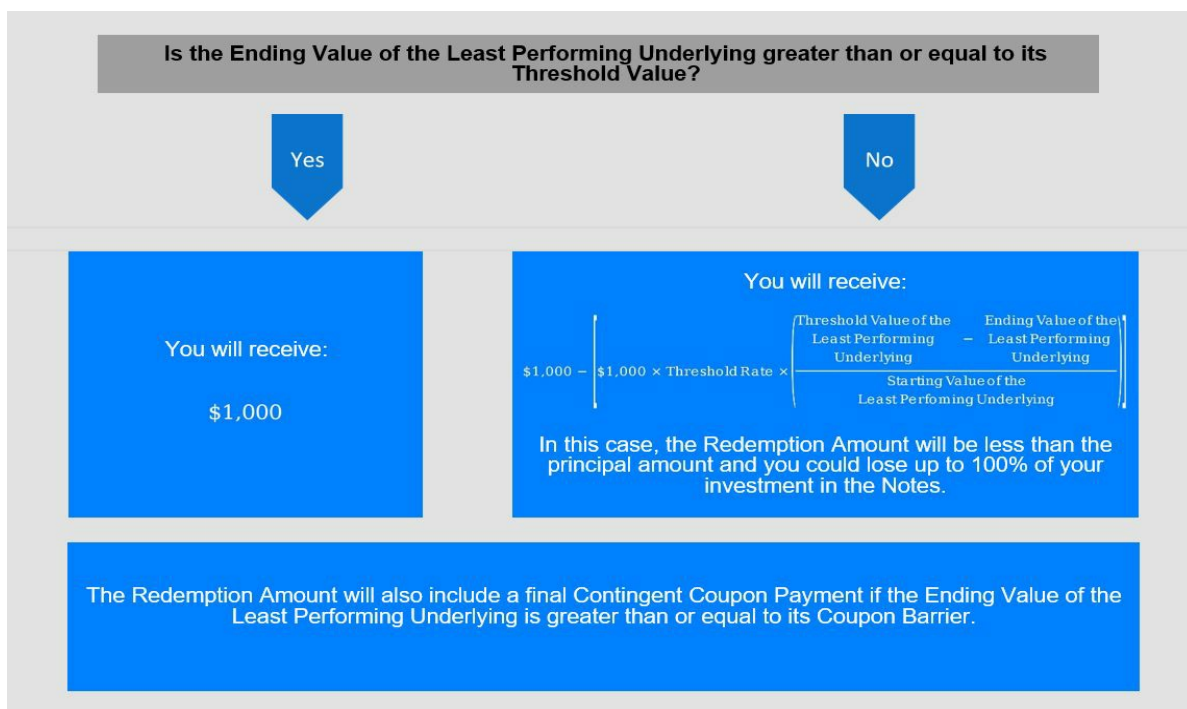 Is the Ending Value of the Least Performing Underlying greater than or equal to its
Threshold Value?
Yes
No
You will receive:
$1,000
You will receive:
Threshold Value of the Ending Value of the
Least Performing − Least Performing
Underlying Underlying
$1,000 − [$1,000 × Threshold Rate × (
Starting Value of the
Least Perfoming Underlying
)]
In this case, the Redemption Amount will be less than the
principal amount and you could lose up to 100% of your
investment in the Notes.
The Redemption Amount will also include a final Contingent Coupon Payment if the Ending Value of the
Least Performing Underlying is greater than or equal to its Coupon Barrier.